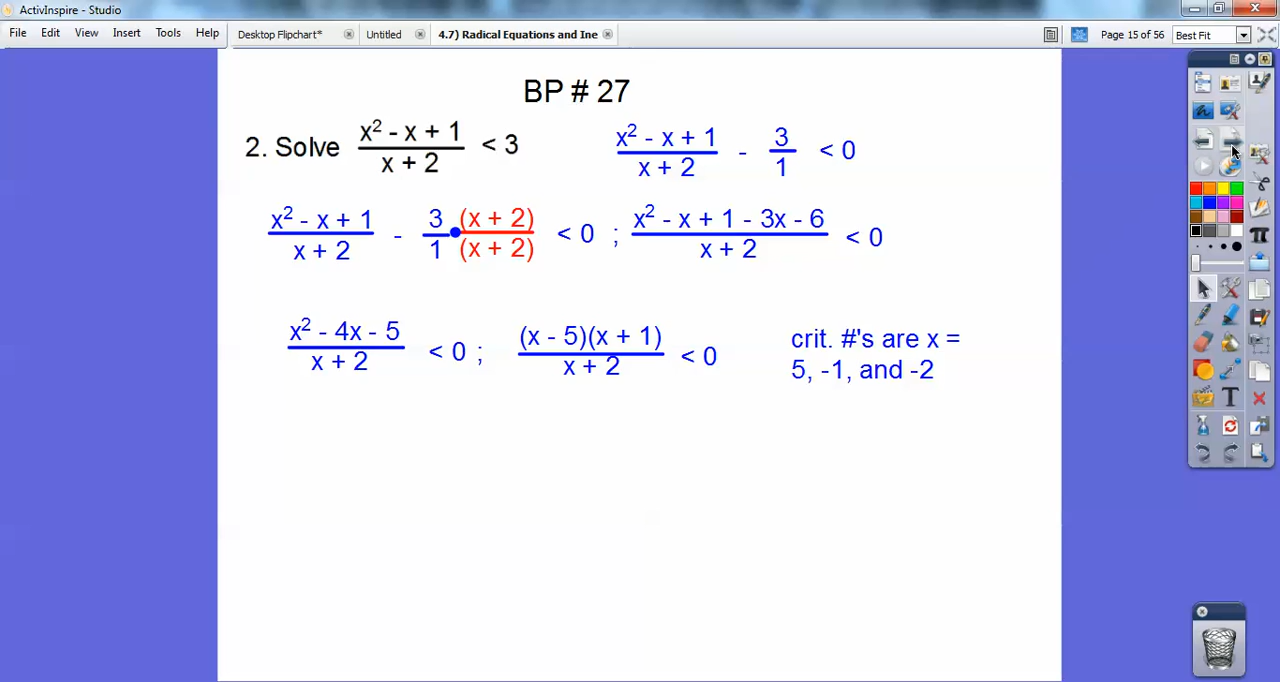 ActivInspire - Studio
File Edit View Insert Tools Help Desktop Flipchart* Untitled 4.7) Radical Equations and Ine Page 15 of 56 Best Fit
BP # 27
2. Solve (x² - x + 1)/(x + 2) < 3
(x² - x + 1)/(x + 2) - 3/1 < 0
(x² - x + 1)/(x + 2) - 3/1 • (x + 2)/(x + 2) < 0 ; (x² - x + 1 - 3x - 6)/(x + 2) < 0
(x² - 4x - 5)/(x + 2) < 0 ; (x - 5)(x + 1)/(x + 2) < 0
crit. #'s are x =
5, -1, and -2